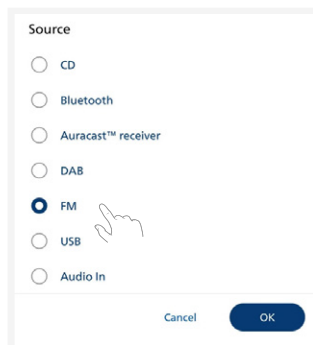 Source
CD
Bluetooth
Auracast™ receiver
DAB
FM
USB
Audio In
Cancel
OK